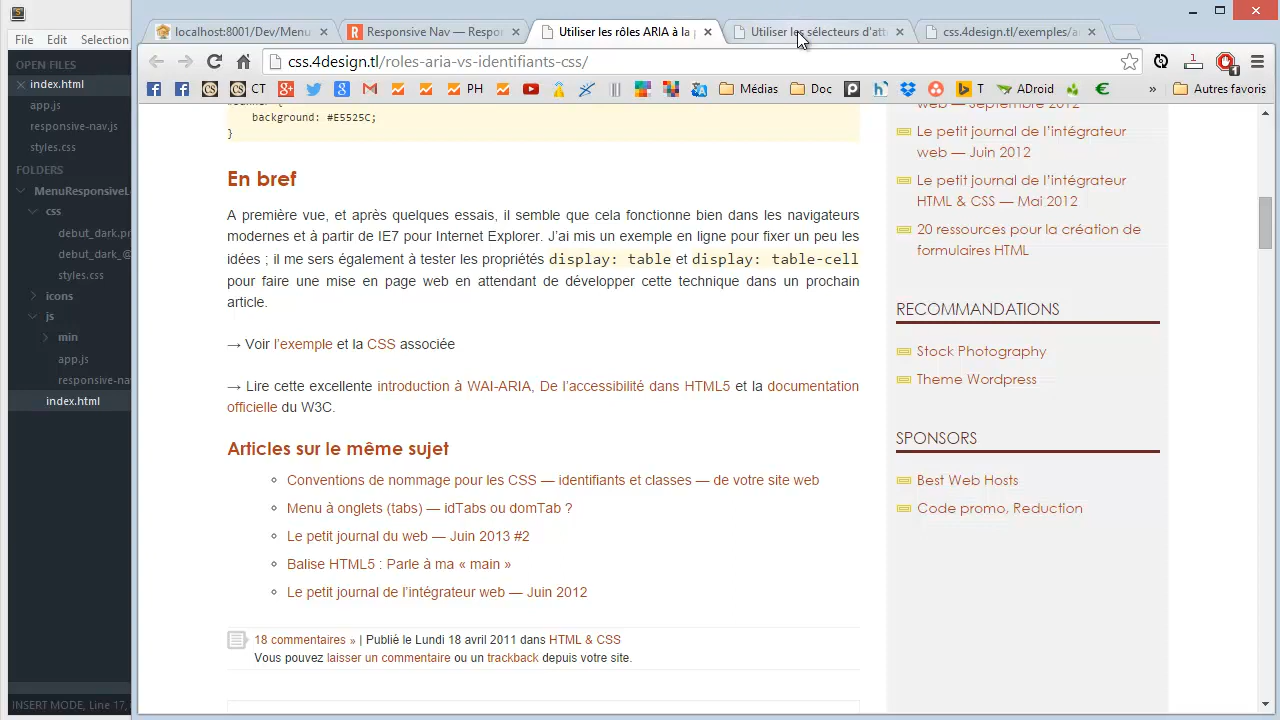 localhost:8001/Dev/Menu
Responsive Nav — Respo
Utiliser les rôles ARIA à la
Utiliser les sélecteurs d'att
css.4design.tl/exemples/a
File Edit Selection
css.4design.tl/roles-aria-vs-identifiants-css/
CT
PH
Médias
Doc
T
ADroid
»
Autres favoris
OPEN FILES
index.html
app.js
responsive-nav.js
styles.css
FOLDERS
MenuResponsiveL
css
debut_dark.pn
debut_dark_@
styles.css
icons
js
min
app.js
responsive-na
index.html
INSERT MODE, Line 17,
background: #E5525C;
}
En bref
A première vue, et après quelques essais, il semble que cela fonctionne bien dans les navigateurs
modernes et à partir de IE7 pour Internet Explorer. J'ai mis un exemple en ligne pour fixer un peu les
idées ; il me sers également à tester les propriétés display: table et display: table-cell
pour faire une mise en page web en attendant de développer cette technique dans un prochain
article.
→ Voir l'exemple et la CSS associée
→ Lire cette excellente introduction à WAI-ARIA, De l'accessibilité dans HTML5 et la documentation
officielle du W3C.
Articles sur le même sujet
Conventions de nommage pour les CSS — identifiants et classes — de votre site web
Menu à onglets (tabs) — idTabs ou domTab ?
Le petit journal du web — Juin 2013 #2
Balise HTML5 : Parle à ma « main »
Le petit journal de l'intégrateur web — Juin 2012
18 commentaires » | Publié le Lundi 18 avril 2011 dans HTML & CSS
Vous pouvez laisser un commentaire ou un trackback depuis votre site.
web — Septembre 2012
Le petit journal de l'intégrateur
web — Juin 2012
Le petit journal de l'intégrateur
HTML & CSS — Mai 2012
20 ressources pour la création de
formulaires HTML
RECOMMANDATIONS
Stock Photography
Theme Wordpress
SPONSORS
Best Web Hosts
Code promo, Reduction